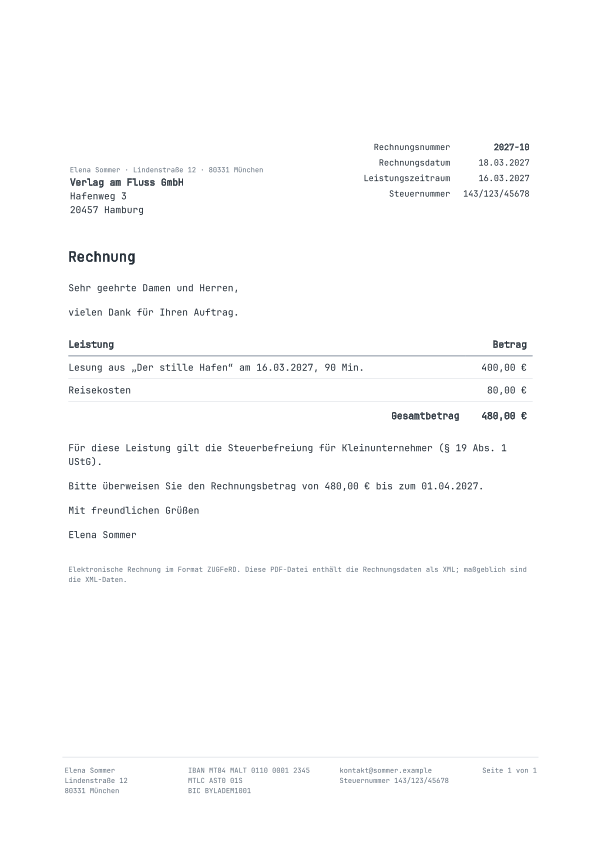 Rechnungsnummer 2027-10
Rechnungsdatum 18.03.2027
Leistungszeitraum 16.03.2027
Steuernummer 143/123/45678
Elena Sommer · Lindenstraße 12 · 80331 München
Verlag am Fluss GmbH
Hafenweg 3
20457 Hamburg
Rechnung
Sehr geehrte Damen und Herren,
vielen Dank für Ihren Auftrag.
Leistung Betrag
Lesung aus „Der stille Hafen“ am 16.03.2027, 90 Min. 400,00 €
Reisekosten 80,00 €
Gesamtbetrag 480,00 €
Für diese Leistung gilt die Steuerbefreiung für Kleinunternehmer (§ 19 Abs. 1
UStG).
Bitte überweisen Sie den Rechnungsbetrag von 480,00 € bis zum 01.04.2027.
Mit freundlichen Grüßen
Elena Sommer
Elektronische Rechnung im Format ZUGFeRD. Diese PDF-Datei enthält die Rechnungsdaten als XML; maßgeblich sind
die XML-Daten.
Elena Sommer
Lindenstraße 12
80331 München
IBAN MT84 MALT 0110 0001 2345
MTLC AST0 01S
BIC BYLADEM1001
kontakt@sommer.example
Steuernummer 143/123/45678
Seite 1 von 1